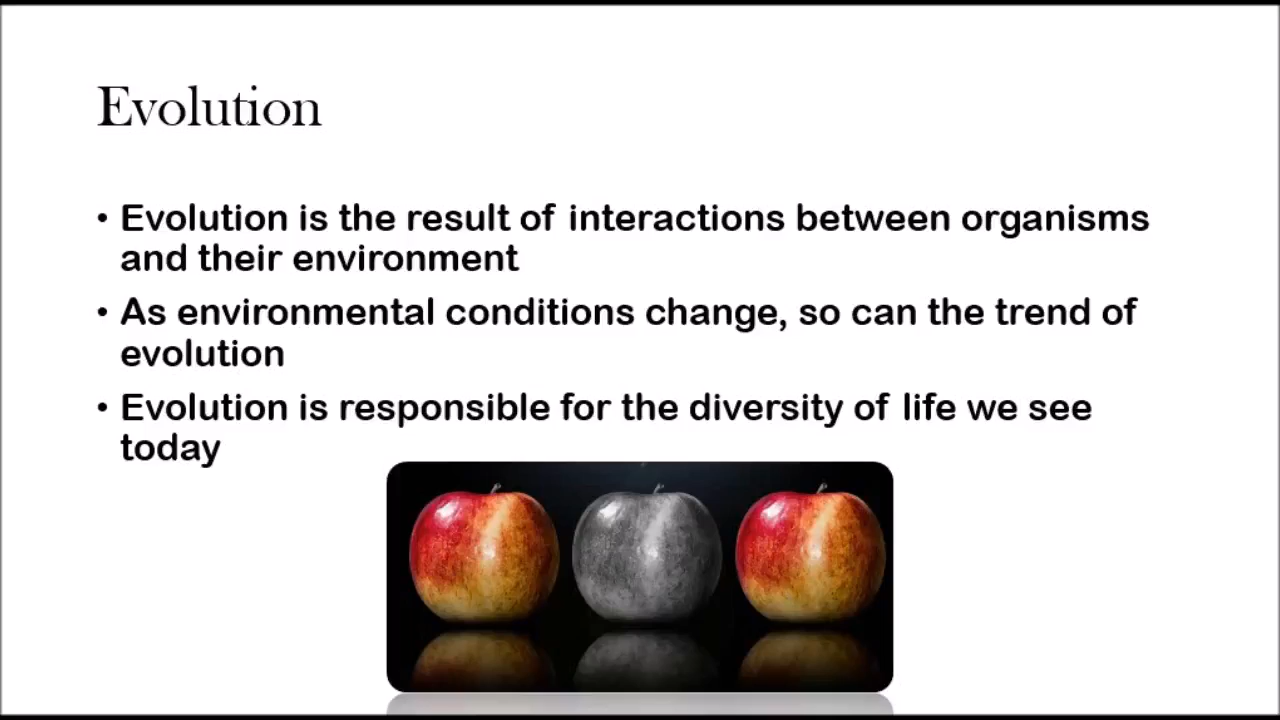 Evolution
• Evolution is the result of interactions between organisms
and their environment
• As environmental conditions change, so can the trend of
evolution
• Evolution is responsible for the diversity of life we see
today